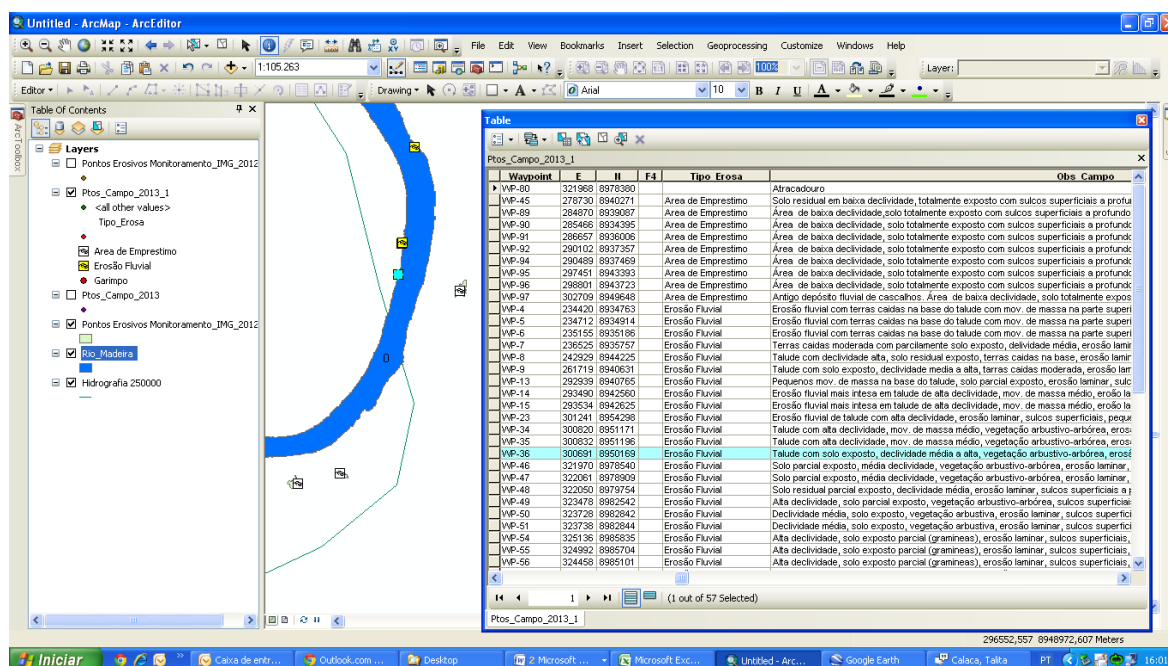 Untitled - ArcMap - ArcEditor
File Edit View Bookmarks Insert Selection Geoprocessing Customize Windows Help
1:105.263
100%
Layer:
Editor
Drawing
Arial
10
B I U A
Table Of Contents
ArcToolbox
Layers
Pontos Erosivos Monitoramento_IMG_2012
Ptos_Campo_2013_1
<all other values>
Tipo_Erosa
Area de Emprestimo
Erosão Fluvial
Garimpo
Ptos_Campo_2013
Pontos Erosivos Monitoramento_IMG_2012
Rio_Madeira
Hidrografia 250000
0
Table
Ptos_Campo_2013_1
Waypoint E N F4 Tipo Erosa Obs Campo
WP-80 321968 8978380 Atracadouro
WP-45 278730 8940271 Area de Emprestimo Solo residual em baixa declividade, totalmente exposto com sulcos superficiais a profu
WP-89 284870 8939087 Area de Emprestimo Área de baixa declividade,solo totalmente exposto com sulcos superficiais a profundo
WP-90 285466 8934395 Area de Emprestimo Área de baixa declividade, solo totalmente exposto com sulcos superficiais a profundc
WP-91 286657 8936006 Area de Emprestimo Área de baixa declividade, solo totalmente exposto com sulcos superficiais a profundc
WP-92 290102 8937357 Area de Emprestimo Área de baixa declividade, solo totalmente exposto com sulcos superficiais a profundc
WP-94 290489 8937469 Area de Emprestimo Área de baixa declividade, solo totalmente exposto com sulcos superficiais a profundc
WP-95 297451 8943393 Area de Emprestimo Área de baixa declividade, solo totalmente exposto com sulcos superficiais a profundc
WP-96 298801 8943723 Area de Emprestimo Área de baixa declividade, solo totalmente exposto com sulcos superficiais a profundc
WP-97 302709 8949648 Area de Emprestimo Antigo depósito fluvial de cascalhos. Área de baixa declividade, solo totalmente expos
WP-4 234420 8934763 Erosão Fluvial Erosão fluvial com terras caidas na base do talude com mov. de massa na parte superi
WP-5 234712 8934914 Erosão Fluvial Erosão fluvial com terras caidas na base do talude com mov. de massa na parte superi
WP-6 235155 8935186 Erosão Fluvial Erosão fluvial com terras caidas na base do talude com mov. de massa na parte superi
WP-7 236525 8935757 Erosão Fluvial Terras caidas moderada com parcilamente solo exposto, delividade média, erosão lamir
WP-8 242929 8944225 Erosão Fluvial Talude com declividade alta, solo residual exposto, terras caidas na base, erosão lamir
WP-9 261719 8940631 Erosão Fluvial Talude com solo exposto, declividade media a alta, tarras caidas moderada, erosão lam
WP-13 292939 8940765 Erosão Fluvial Pequenos mov. de massa na base do talude, solo parcial exposto, erosão laminar, sulc
WP-14 293490 8942560 Erosão Fluvial Erosão fluvial mais intesa em talude de alta declividade, mov. de massa médio, eroão la
WP-15 293534 8942625 Erosão Fluvial Erosão fluvial mais intesa em talude de alta declividade, mov. de massa médio, eroão la
WP-23 301241 8954298 Erosão Fluvial Erosão fluvial de talude com alta declividade, erosão laminar, sulcos superficiais, peque
WP-34 300820 8951171 Erosão Fluvial Talude com alta declividade, mov. de massa médio, vegetação arbustivo-arbórea, eros
WP-35 300832 8951196 Erosão Fluvial Talude com alta declividade, mov. de massa médio, vegetação arbustivo-arbórea, eros
WP-36 300691 8950169 Erosão Fluvial Talude com solo exposto, declividade média a alta, vegetação arbustivo-arbórea, erosã
WP-46 321970 8978540 Erosão Fluvial Solo parcial exposto, média declividade, vegetação arbustivo-arbórea, erosão laminar,
WP-47 322061 8978909 Erosão Fluvial Solo parcial exposto, média declividade, vegetação arbustivo-arbórea, erosão laminar,
WP-48 322050 8979754 Erosão Fluvial Solo residual parcial exposto, declividade média, erosão laminar, sulcos superficiais a p
WP-49 323478 8982542 Erosão Fluvial Alta declividade, solo parcial exposto, vegetação arbustivo-arbórea, sulcos superficiais
WP-50 323728 8982842 Erosão Fluvial Declividade média, solo exposto, vegetação arbustiva, erosão laminar, sulcos superfici
WP-51 323738 8982844 Erosão Fluvial Declividade média, solo exposto, vegetação arbustiva, erosão laminar, sulcos superfici
WP-54 325136 8985835 Erosão Fluvial Alta declividade, solo exposto parcial (gramineas), erosão laminar, sulcos superficiais,
WP-55 324992 8985704 Erosão Fluvial Alta declividade, solo exposto parcial (gramineas), erosão laminar, sulcos superficiais,
WP-56 324458 8985101 Erosão Fluvial Alta declividade, solo exposto parcial (gramineas), erosão laminar, sulcos superficiais,
1 (1 out of 57 Selected)
Ptos_Campo_2013_1
296552,557 8948972,607 Meters
Iniciar Caixa de entr... Outlook.com ... Desktop 2 Microsoft ... Microsoft Exc... Untitled - Arc... Google Earth Calaca, Talita PT 16:01